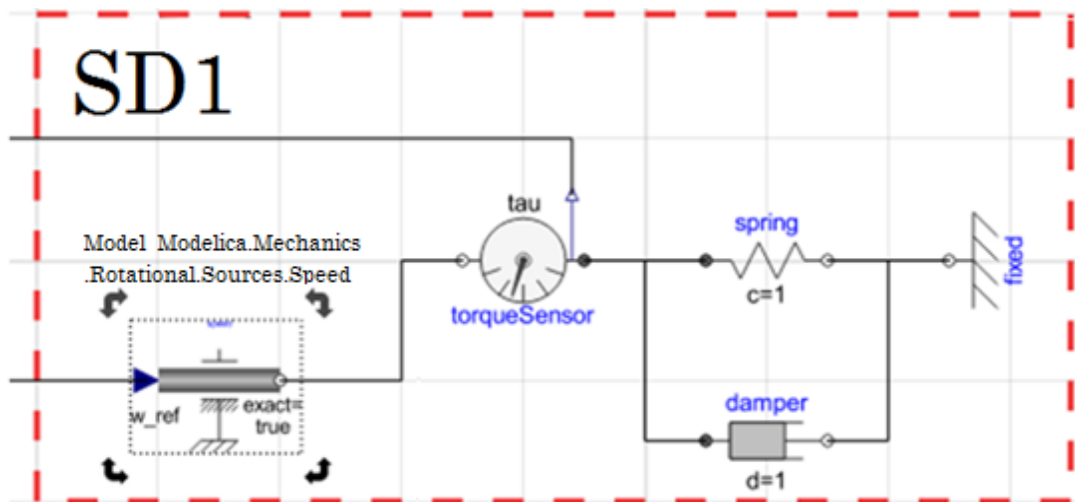 SD1
tau
spring
Model Modelica.Mechanics
.Rotational.Sources.Speed
fixed
c=1
torqueSensor
w_ref
exact=
true
damper
d=1